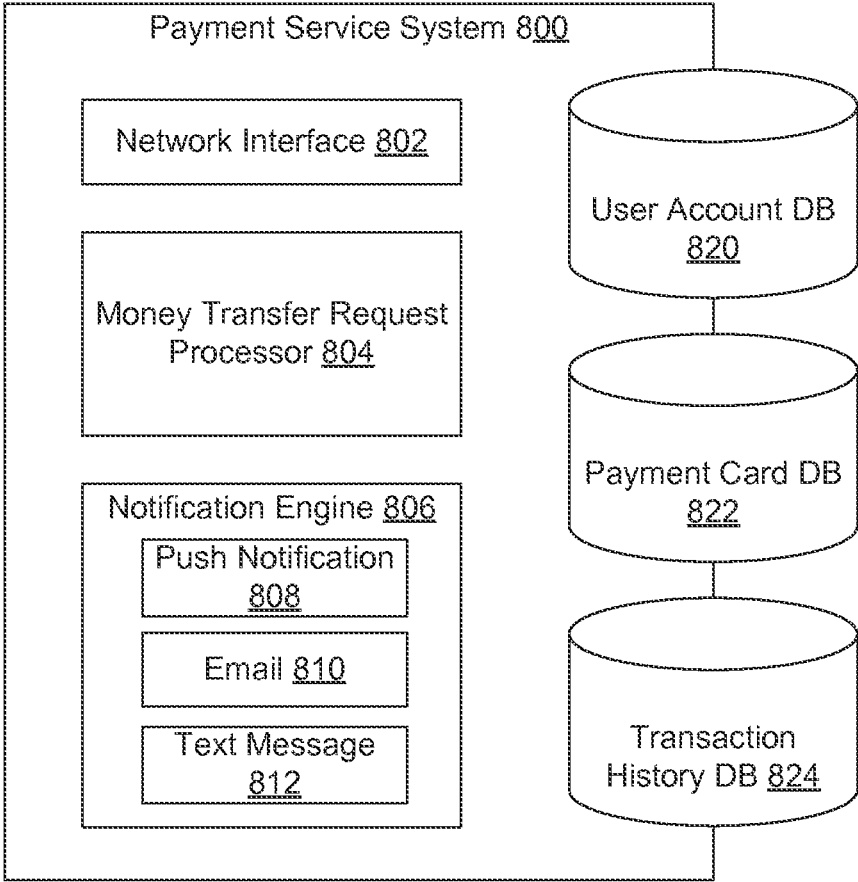 Payment Service System 800
Network Interface 802
Money Transfer Request
Processor 804
Notification Engine 806
Push Notification
808
Email 810
Text Message
812
User Account DB
820
Payment Card DB
822
Transaction
History DB 824